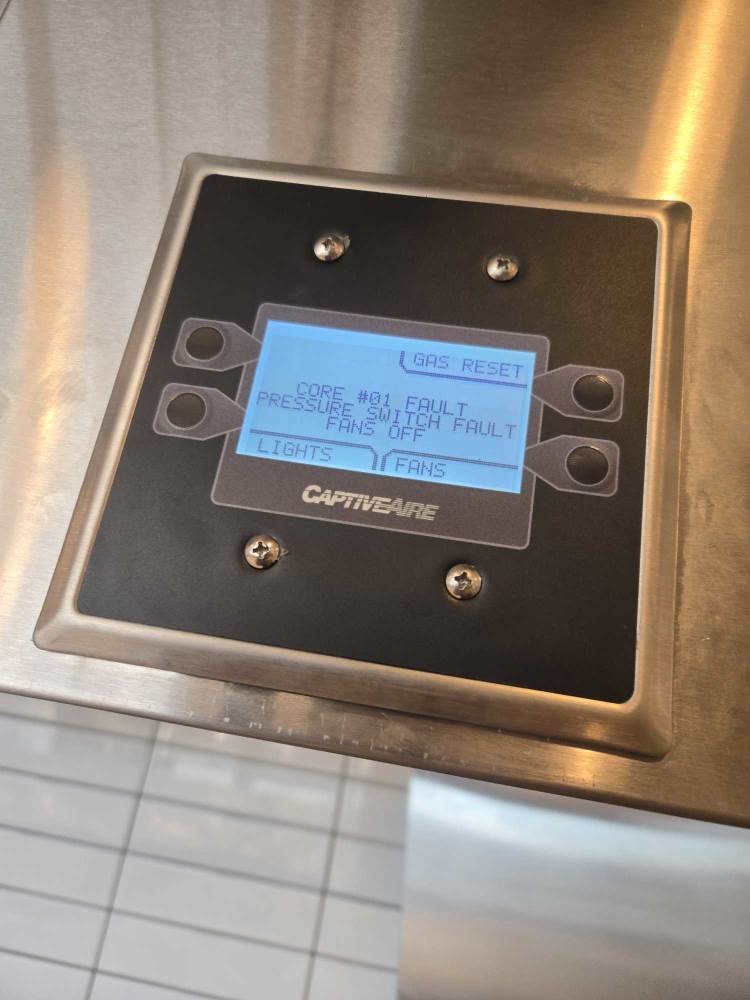 GAS RESET
CORE #01 FAULT
PRESSURE SWITCH FAULT
FANS OFF
LIGHTS
FANS
CAPTIVEAIRE